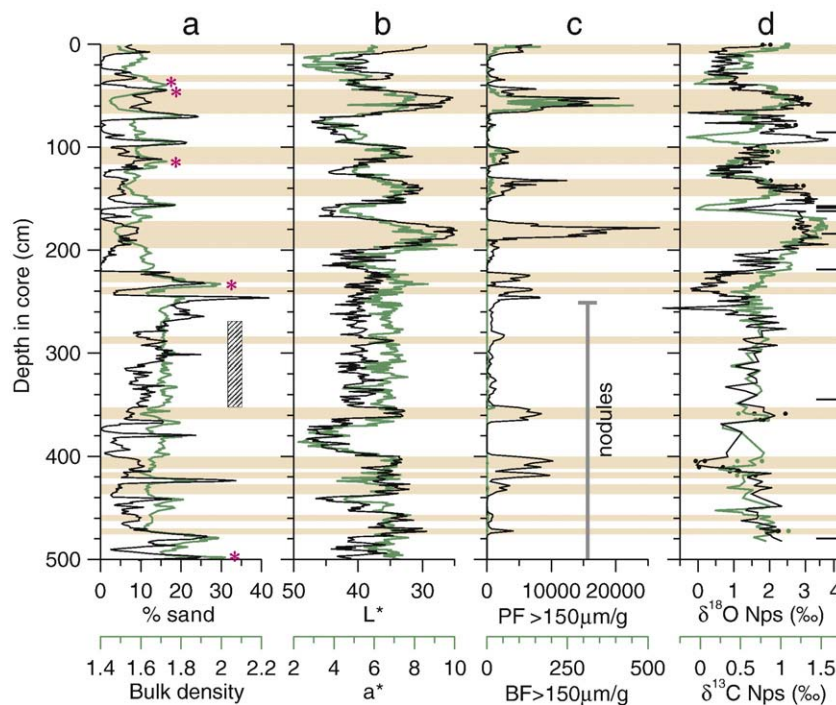 a b c d
0
100
200
300
400
500
Depth in core (cm)
* 
*
*
*
nodules
*
0 10 20 30 40 50 40 30 0 10000 20000 0 1 2 3 4
% sand L* PF >150μm/g δ¹⁸O Nps (‰)
1.4 1.6 1.8 2 2.2 2 4 6 8 10 0 250 500 0 0.5 1 1.5
Bulk density a* BF>150μm/g δ¹³C Nps (‰)